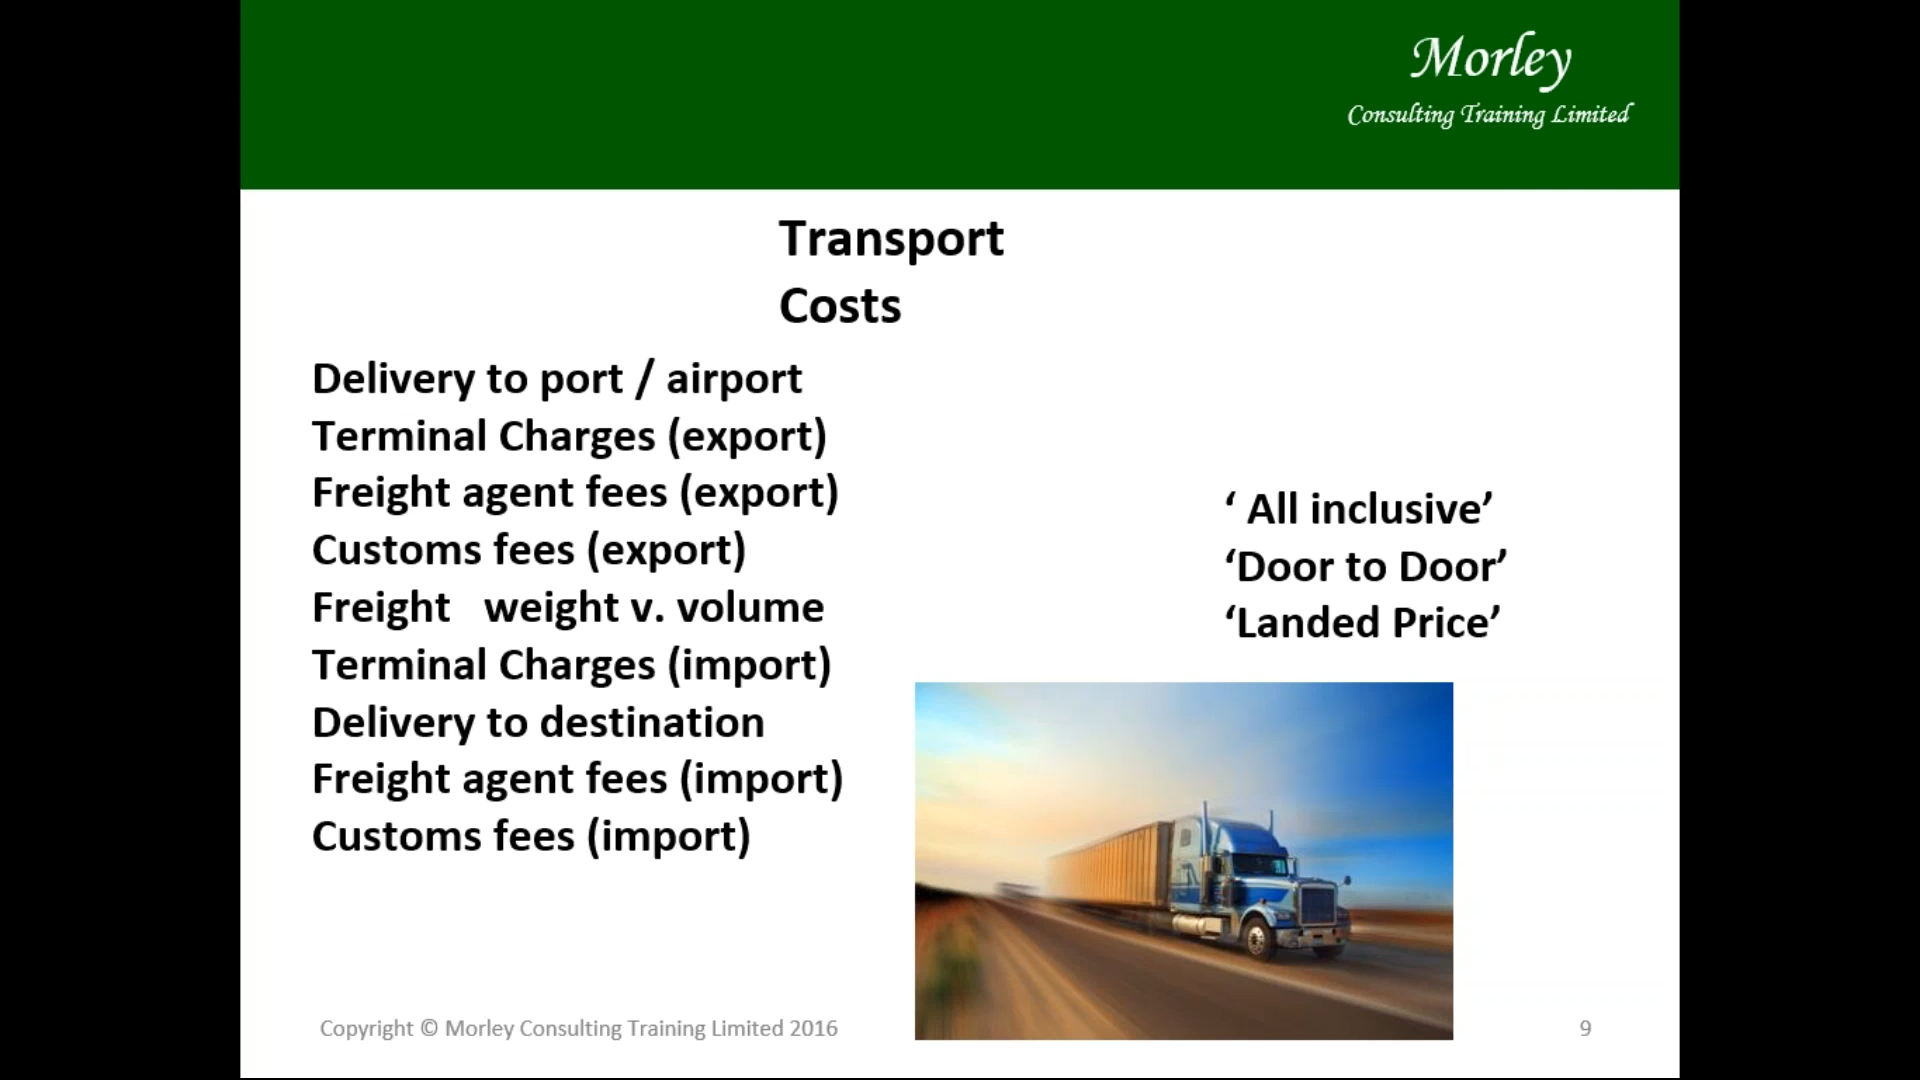 Morley
Consulting Training Limited
Transport
Costs
Delivery to port / airport
Terminal Charges (export)
Freight agent fees (export)
Customs fees (export)
Freight   weight v. volume
Terminal Charges (import)
Delivery to destination
Freight agent fees (import)
Customs fees (import)
‘ All inclusive’
‘Door to Door’
‘Landed Price’
Copyright © Morley Consulting Training Limited 2016
9